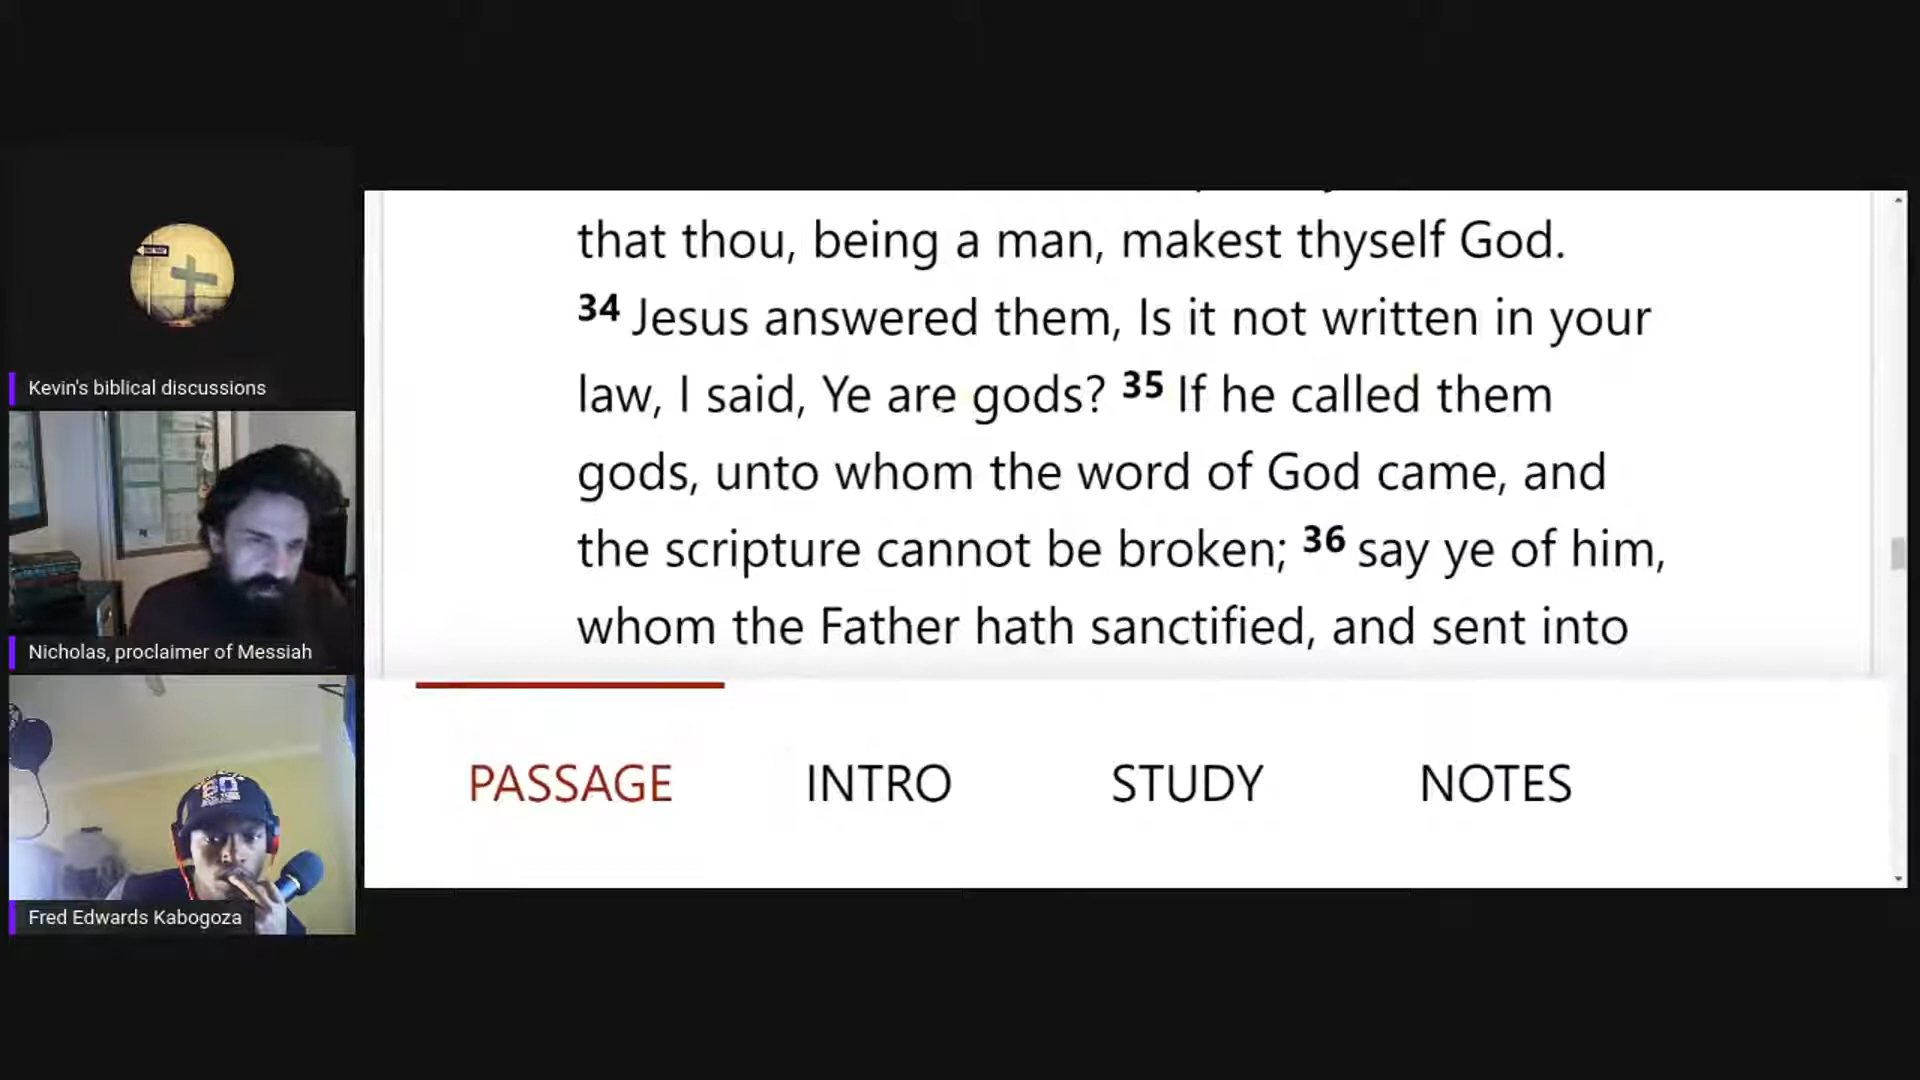 that thou, being a man, makest thyself God.
34 Jesus answered them, Is it not written in your
law, I said, Ye are gods? 35 If he called them
gods, unto whom the word of God came, and
the scripture cannot be broken; 36 say ye of him,
whom the Father hath sanctified, and sent into
PASSAGE
INTRO
STUDY
NOTES
Kevin's biblical discussions
Nicholas, proclaimer of Messiah
Fred Edwards Kabogoza